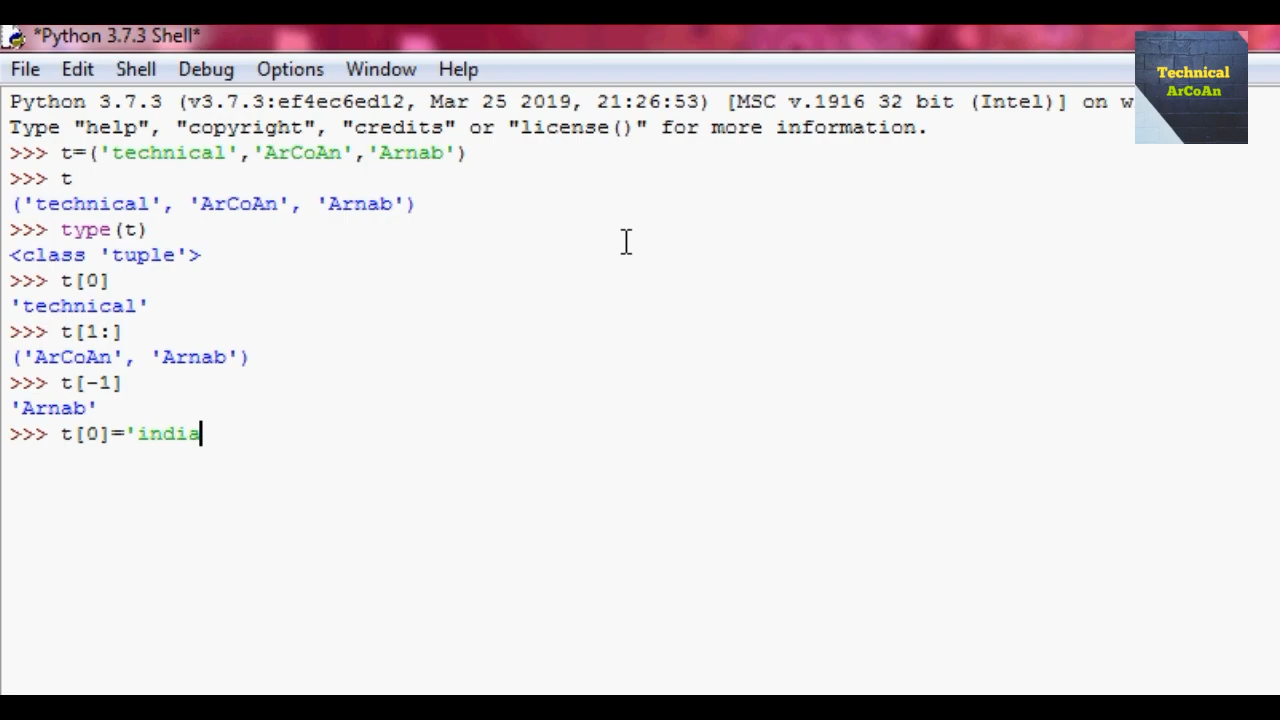 *Python 3.7.3 Shell*
File Edit Shell Debug Options Window Help
Technical
ArCoAn
Python 3.7.3 (v3.7.3:ef4ec6ed12, Mar 25 2019, 21:26:53) [MSC v.1916 32 bit (Intel)] on w
Type "help", "copyright", "credits" or "license()" for more information.
>>> t=('technical','ArCoAn','Arnab')
>>> t
('technical', 'ArCoAn', 'Arnab')
>>> type(t)
<class 'tuple'>
>>> t[0]
'technical'
>>> t[1:]
('ArCoAn', 'Arnab')
>>> t[-1]
'Arnab'
>>> t[0]='india